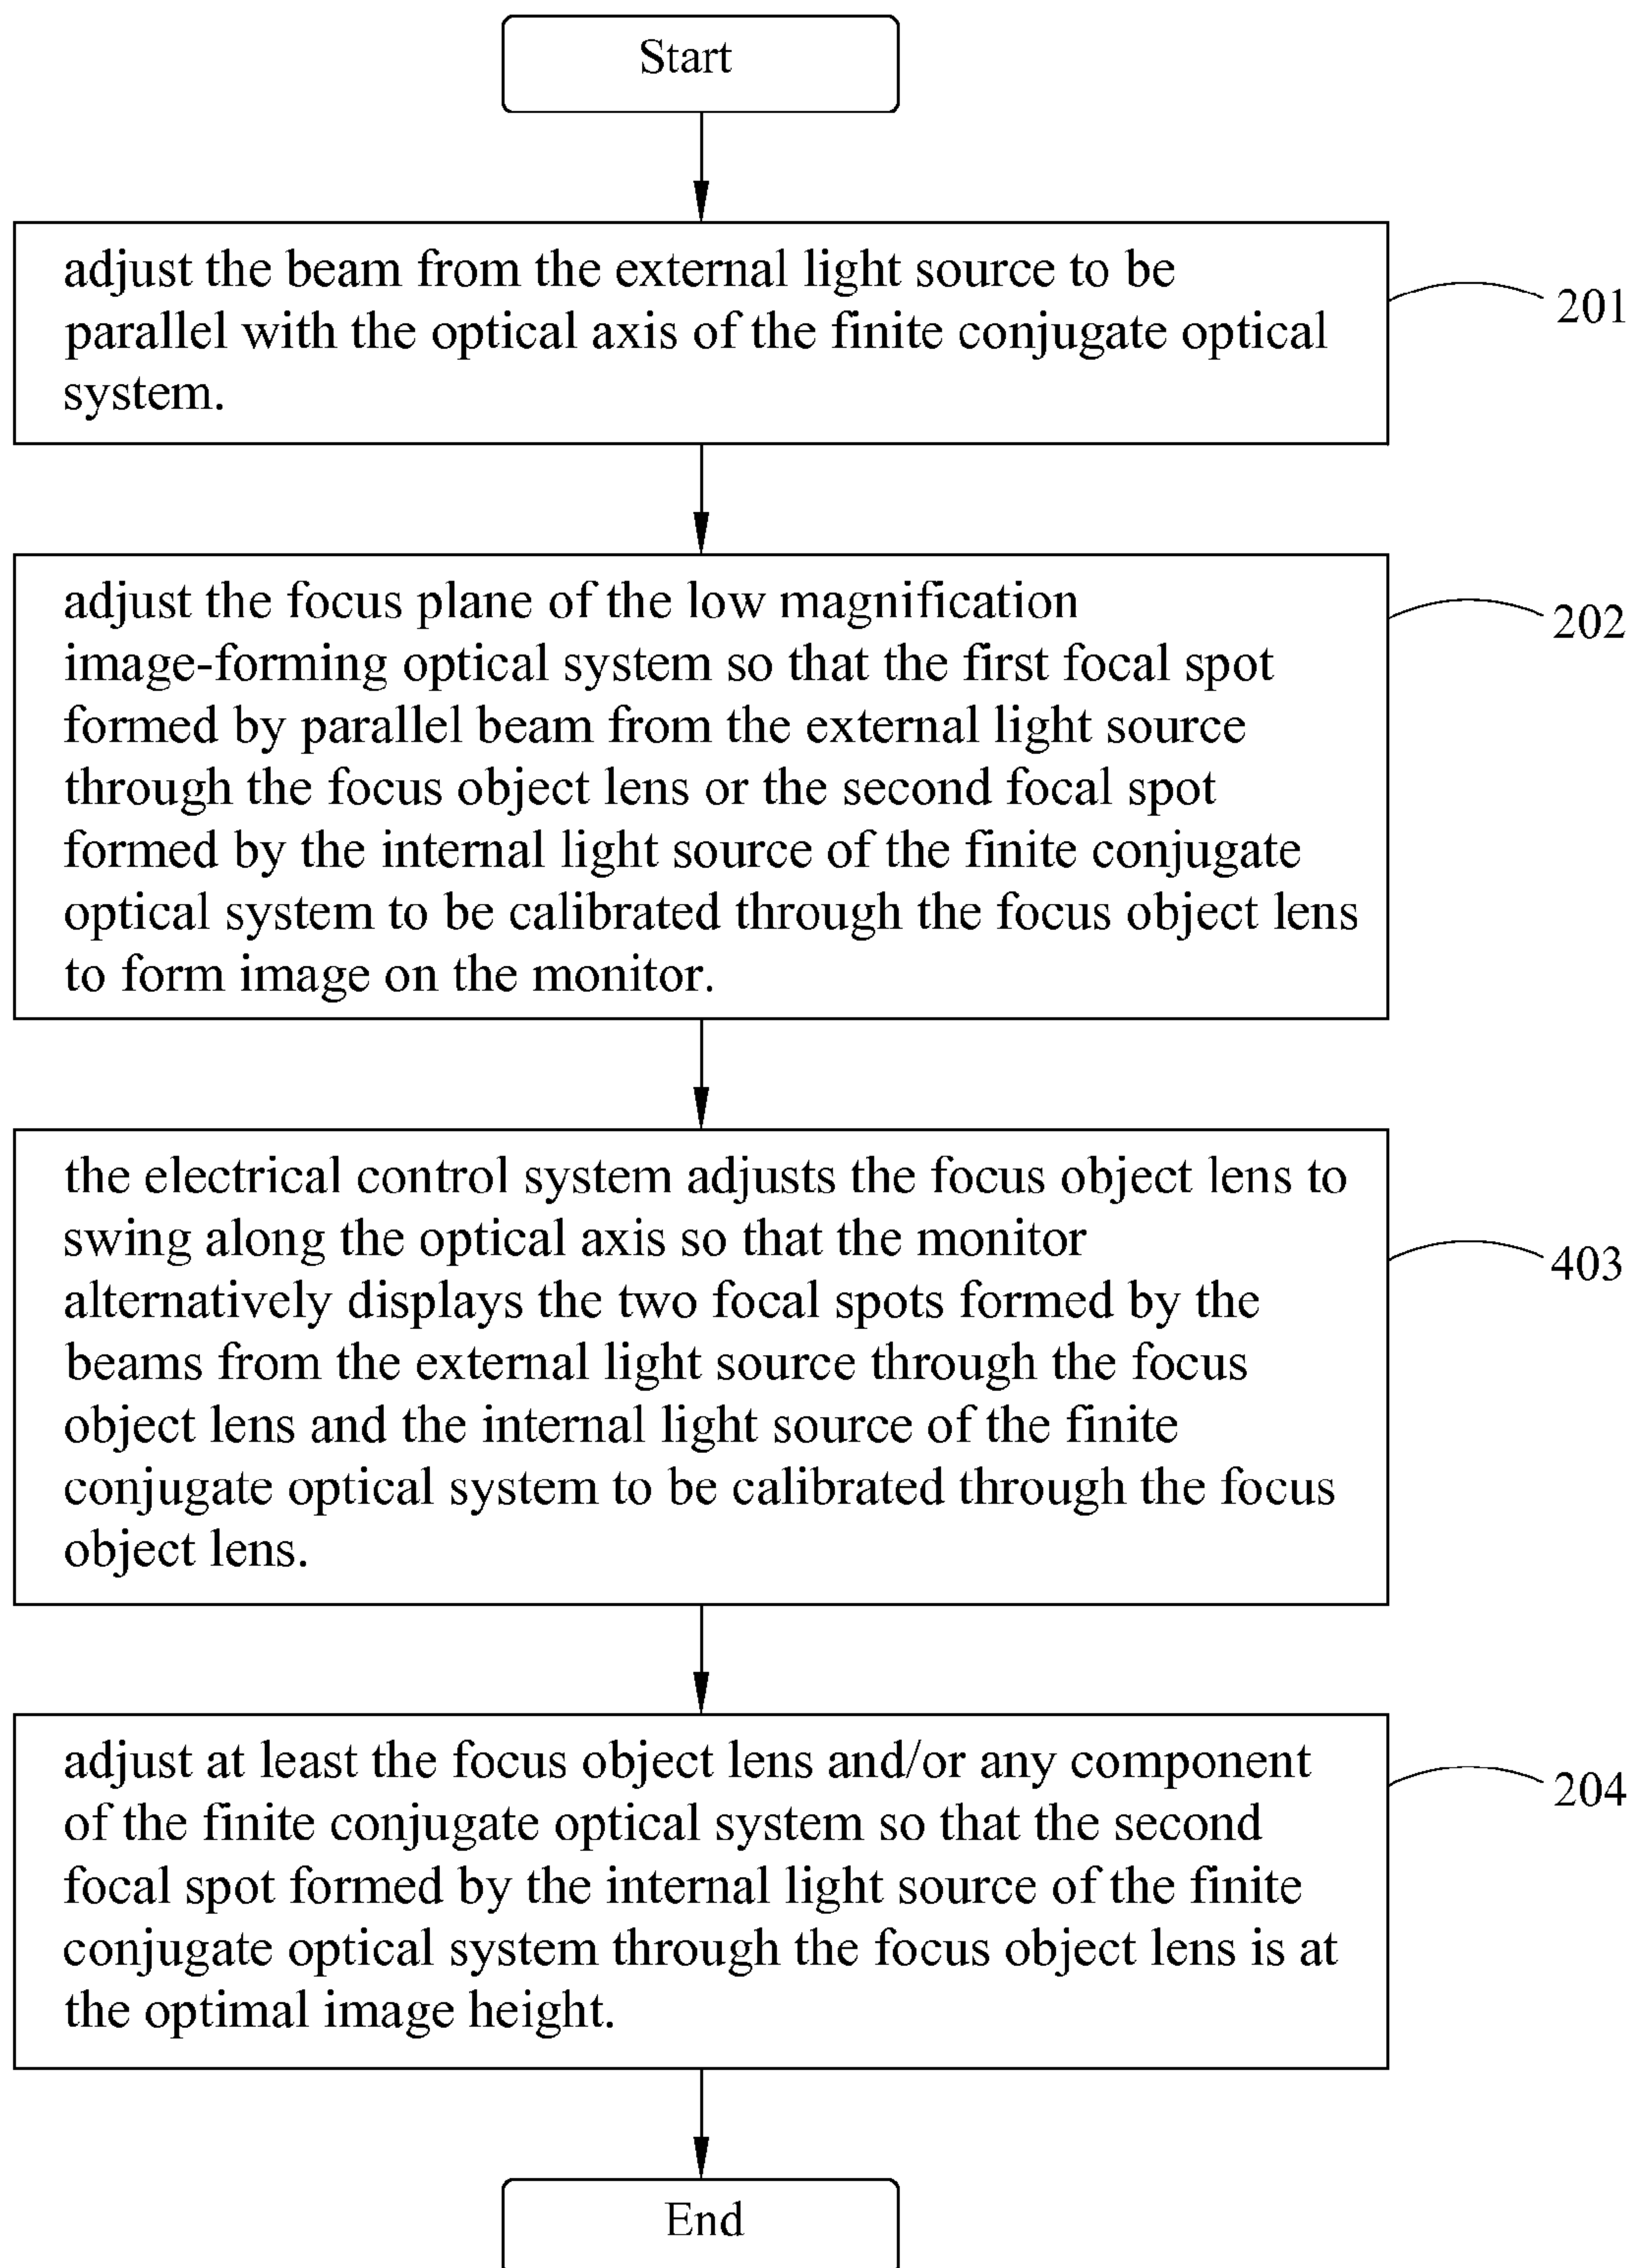 Start
adjust the beam from the external light source to be
parallel with the optical axis of the finite conjugate optical
system.
201
adjust the focus plane of the low magnification
image-forming optical system so that the first focal spot
formed by parallel beam from the external light source
through the focus object lens or the second focal spot
formed by the internal light source of the finite conjugate
optical system to be calibrated through the focus object lens
to form image on the monitor.
202
the electrical control system adjusts the focus object lens to
swing along the optical axis so that the monitor
alternatively displays the two focal spots formed by the
beams from the external light source through the focus
object lens and the internal light source of the finite
conjugate optical system to be calibrated through the focus
object lens.
403
adjust at least the focus object lens and/or any component
of the finite conjugate optical system so that the second
focal spot formed by the internal light source of the finite
conjugate optical system through the focus object lens is at
the optimal image height.
204
End